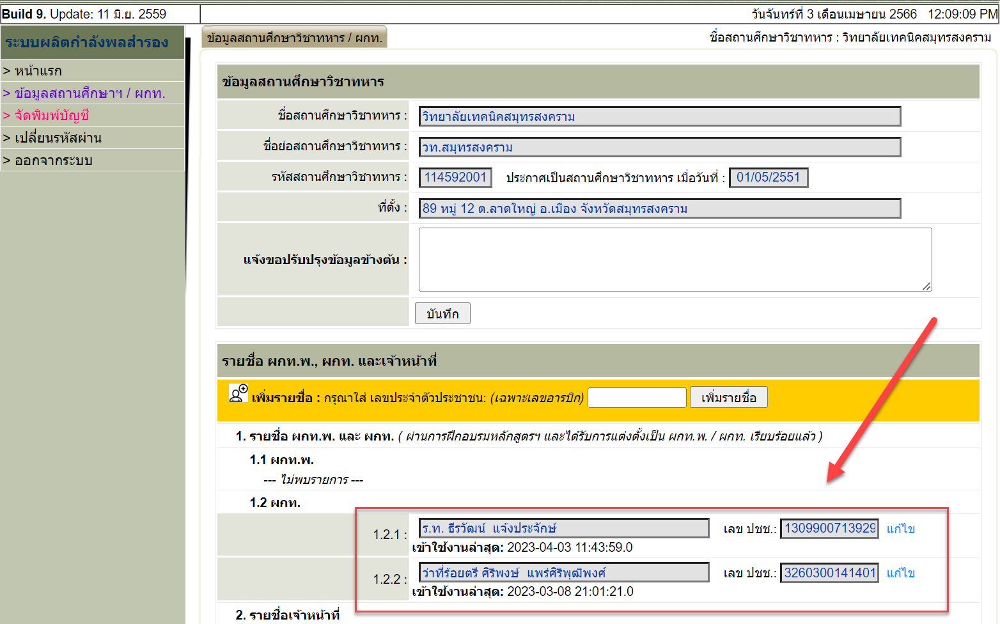 Build 9. Update: 11 มิ.ย. 2559
วันจันทร์ที่ 3 เดือนเมษายน 2566 12:09:09 PM
ระบบผลิตกำลังพลสำรอง
> หน้าแรก
> ข้อมูลสถานศึกษาฯ / ผกท.
> จัดพิมพ์บัญชี
> เปลี่ยนรหัสผ่าน
> ออกจากระบบ
ข้อมูลสถานศึกษาวิชาทหาร / ผกท.
ชื่อสถานศึกษาวิชาทหาร : วิทยาลัยเทคนิคสมุทรสงคราม
ข้อมูลสถานศึกษาวิชาทหาร
ชื่อสถานศึกษาวิชาทหาร : วิทยาลัยเทคนิคสมุทรสงคราม
ชื่อย่อสถานศึกษาวิชาทหาร : วท.สมุทรสงคราม
รหัสสถานศึกษาวิชาทหาร : 114592001 ประกาศเป็นสถานศึกษาวิชาทหาร เมื่อวันที่ : 01/05/2551
ที่ตั้ง : 89 หมู่ 12 ต.ลาดใหญ่ อ.เมือง จังหวัดสมุทรสงคราม
แจ้งขอปรับปรุงข้อมูลข้างต้น :
บันทึก
รายชื่อ ผกท.พ., ผกท. และเจ้าหน้าที่
เพิ่มรายชื่อ : กรุณาใส่ เลขประจำตัวประชาชน: (เฉพาะเลขอารบิก) เพิ่มรายชื่อ
1. รายชื่อ ผกท.พ. และ ผกท. ( ผ่านการฝึกอบรมหลักสูตรฯ และได้รับการแต่งตั้งเป็น ผกท.พ. / ผกท. เรียบร้อยแล้ว )
1.1 ผกท.พ.
--- ไม่พบรายการ ---
1.2 ผกท.
1.2.1 : ร.ท. ธีรวัฒน์ แจ้งประจักษ์ เลข ปชช.: 1309900713929 แก้ไข
เข้าใช้งานล่าสุด: 2023-04-03 11:43:59.0
1.2.2 : ว่าที่ร้อยตรี ศิริพงษ์ แพร่ศิริพุฒิพงศ์ เลข ปชช.: 3260300141401 แก้ไข
เข้าใช้งานล่าสุด: 2023-03-08 21:01:21.0
2. รายชื่อเจ้าหน้าที่